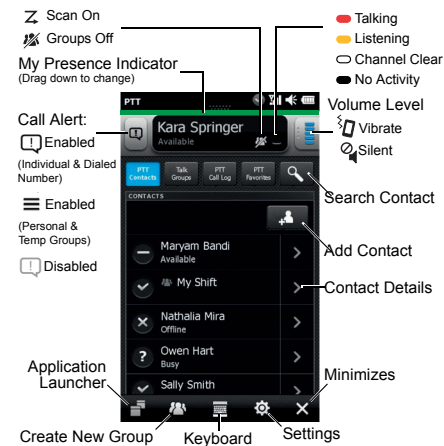 Z Scan On
Groups Off
My Presence Indicator
(Drag down to change)
Talking
Listening
Channel Clear
No Activity
Volume Level
Vibrate
Silent
Call Alert:
Enabled
(Individual & Dialed
Number)
Enabled
(Personal &
Temp Groups)
Disabled
PTT
Kara Springer
Available
PTT
Contacts
Talk
Groups
PTT
Call Log
PTT
Favorites
Search Contact
CONTACTS
Add Contact
Maryam Bandi
Available
My Shift
Contact Details
Nathalia Mira
Offline
? Owen Hart
Busy
Sally Smith
Application
Launcher
Minimizes
Create New Group
Keyboard
Settings